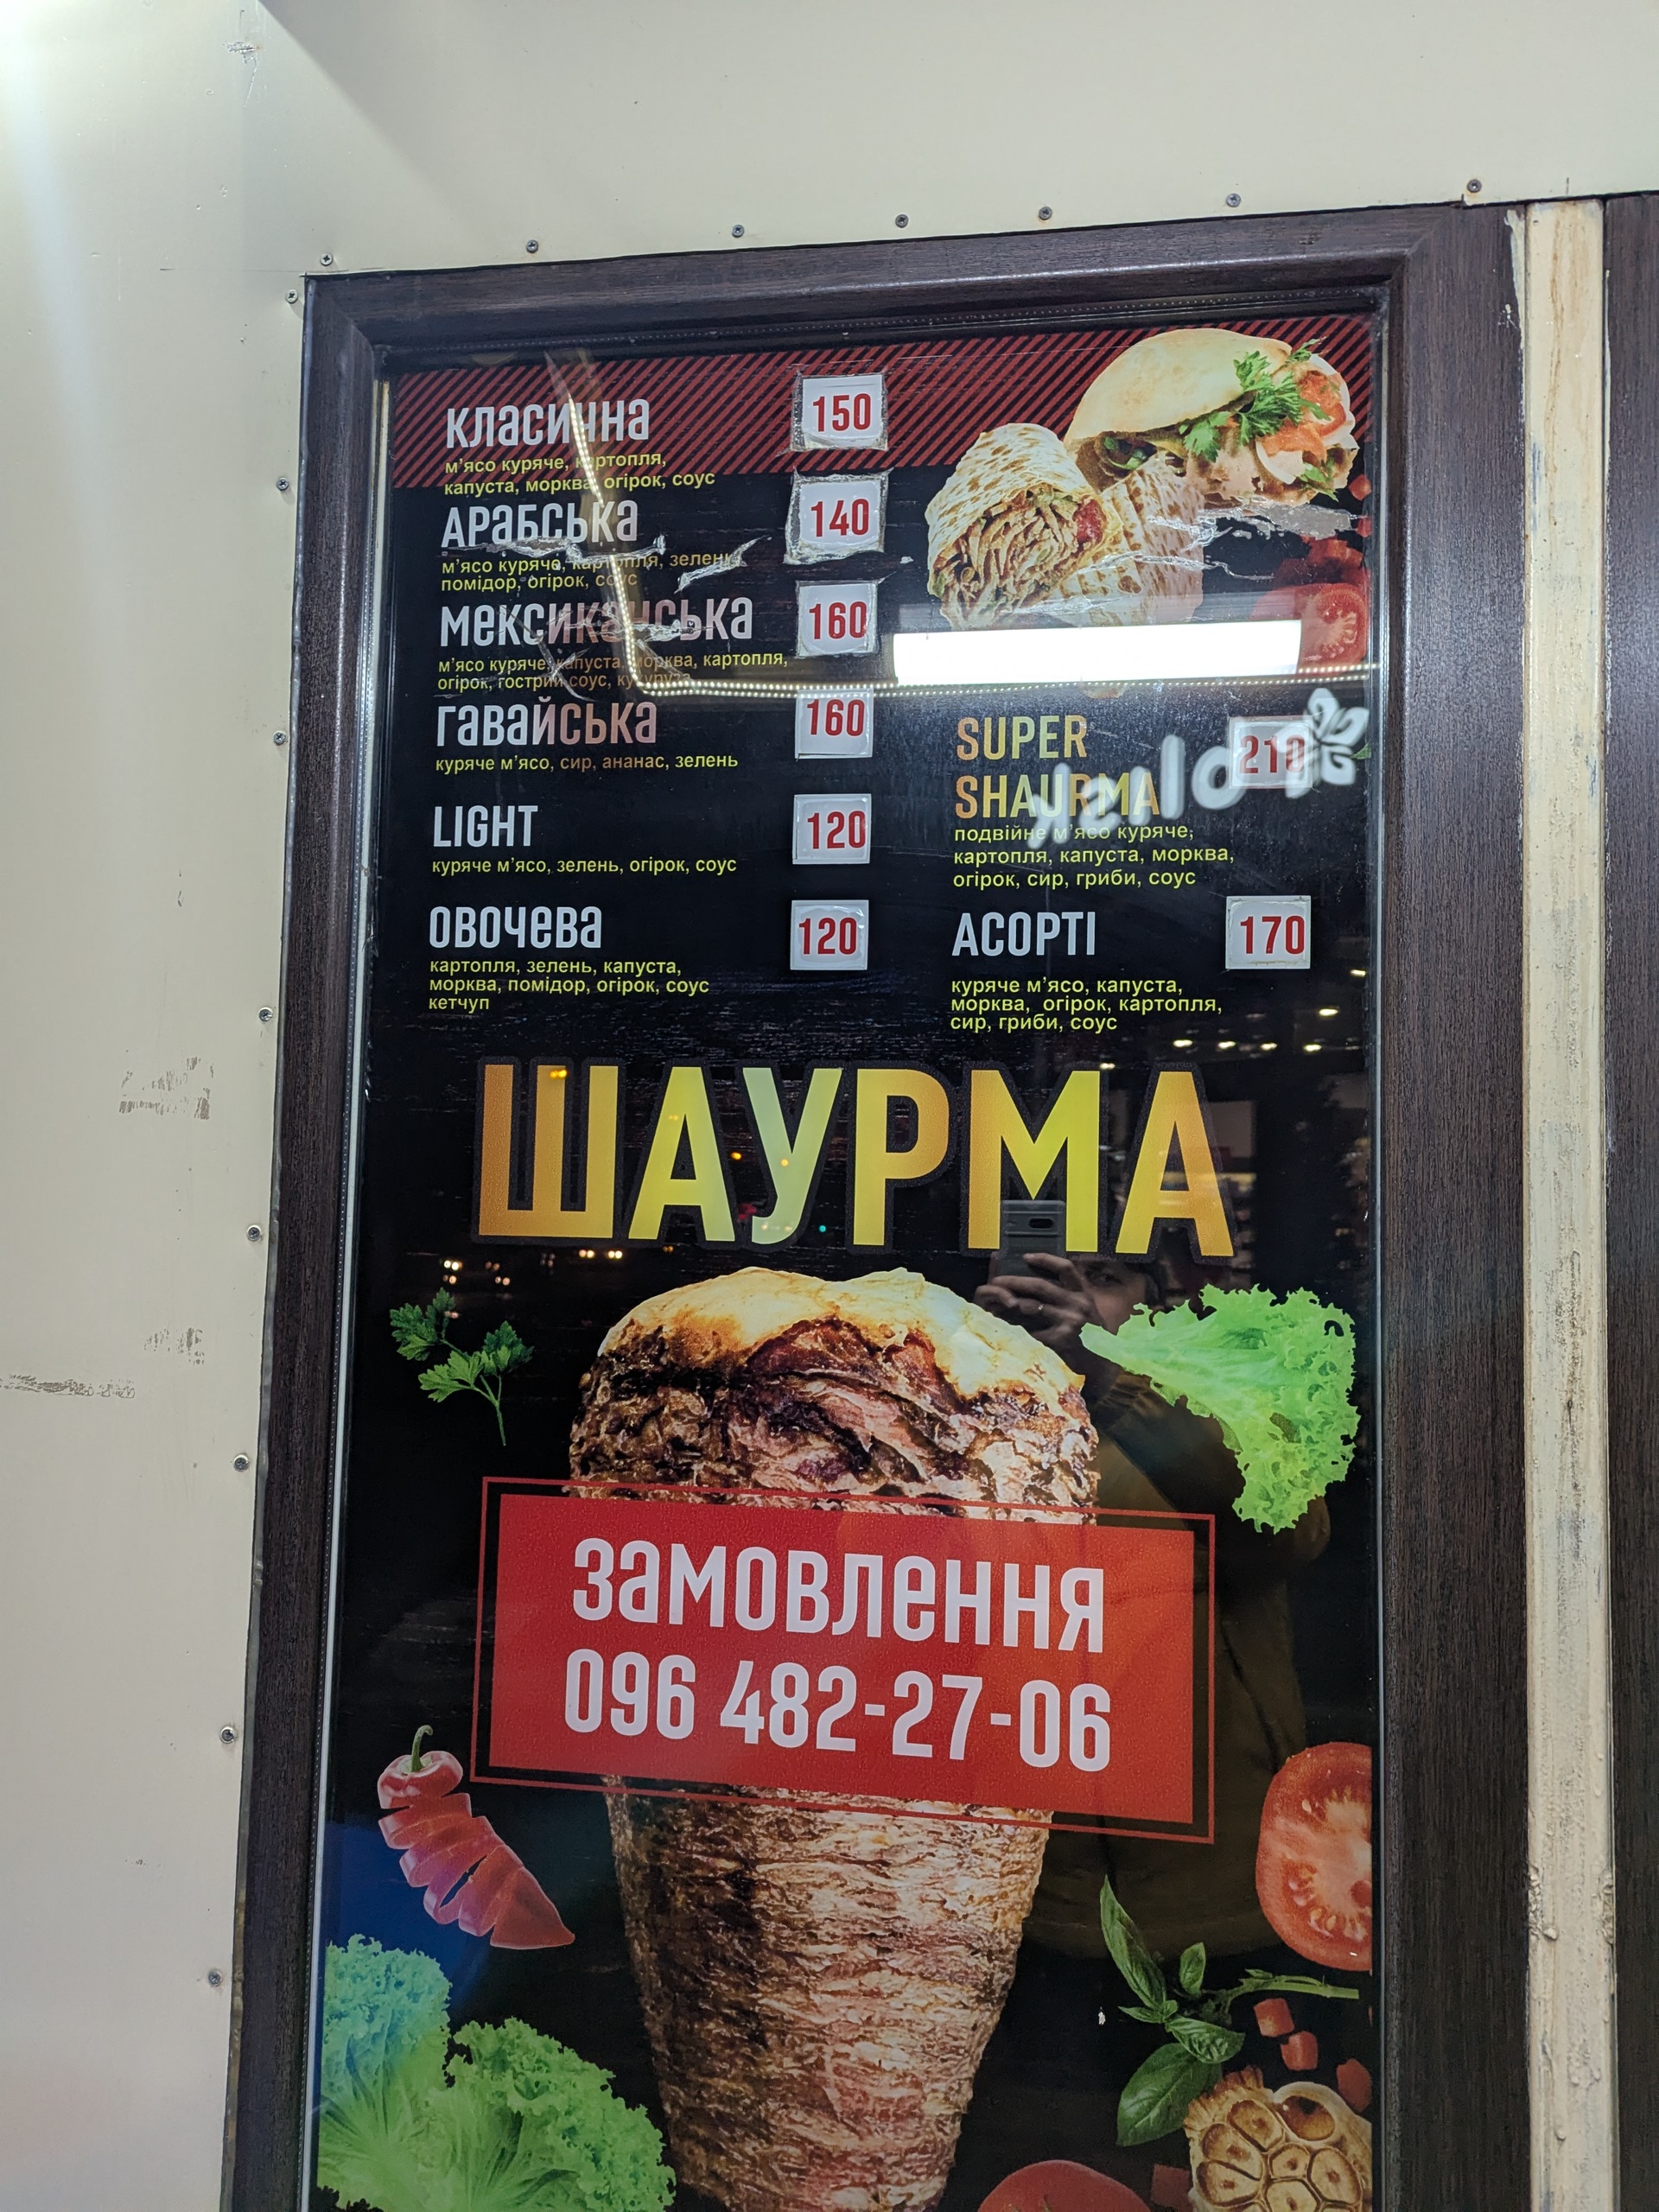 Класична 150
м'ясо куряче, картопля,
капуста, морква, огірок, соус
Арабська 140
м'ясо куряче, картопля, зелень,
помідор, огірок, соус
Мексиканська 160
м'ясо куряче, капуста, морква, картопля,
огірок, гострий соус, кукурудза
Гавайська 160
куряче м'ясо, сир, ананас, зелень
LIGHT 120
куряче м'ясо, зелень, огірок, соус
Овочева 120
картопля, зелень, капуста,
морква, помідор, огірок, соус
кетчуп
SUPER 210
SHAURMA
подвійне м'ясо куряче,
картопля, капуста, морква,
огірок, сир, гриби, соус
АСОРТІ 170
куряче м'ясо, капуста,
морква, огірок, картопля,
сир, гриби, соус
ШАУРМА
Замовлення
096 482-27-06